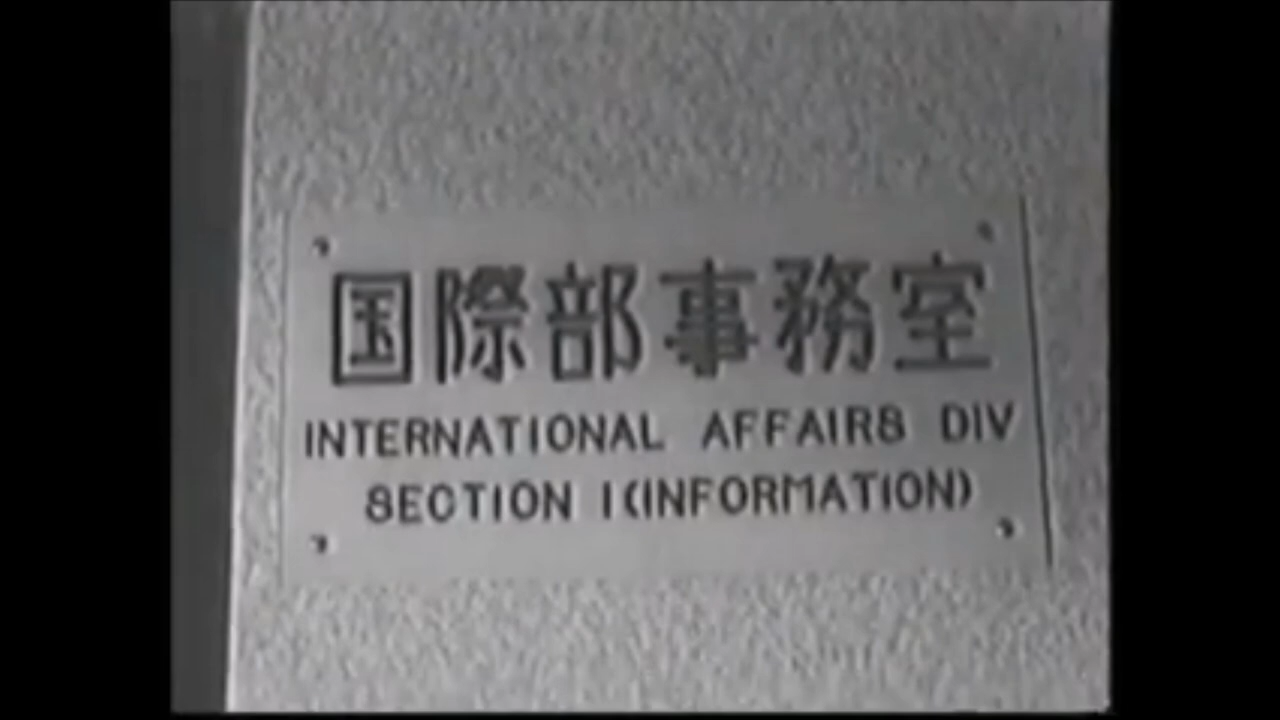 国際部事務室
INTERNATIONAL AFFAIRS DIV
SECTION I (INFORMATION)